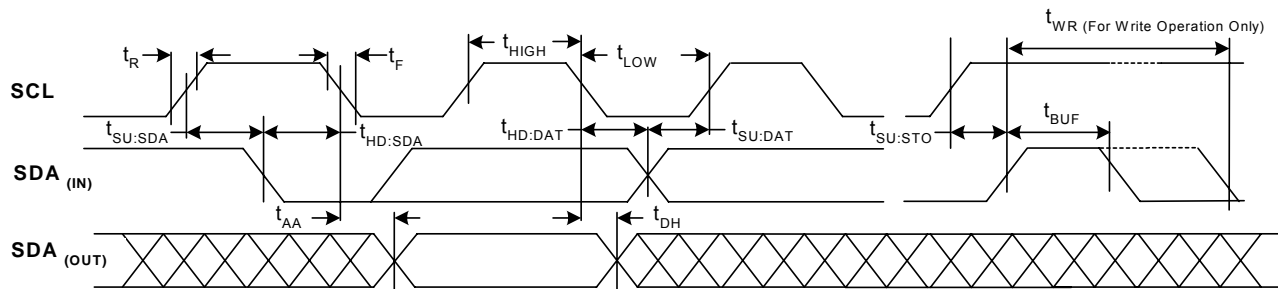 t_WR (For Write Operation Only)
t_R
t_F
t_HIGH
t_LOW
SCL
t_SU:SDA
t_HD:SDA
t_HD:DAT
t_SU:DAT
t_SU:STO
t_BUF
SDA (IN)
t_AA
t_DH
SDA (OUT)